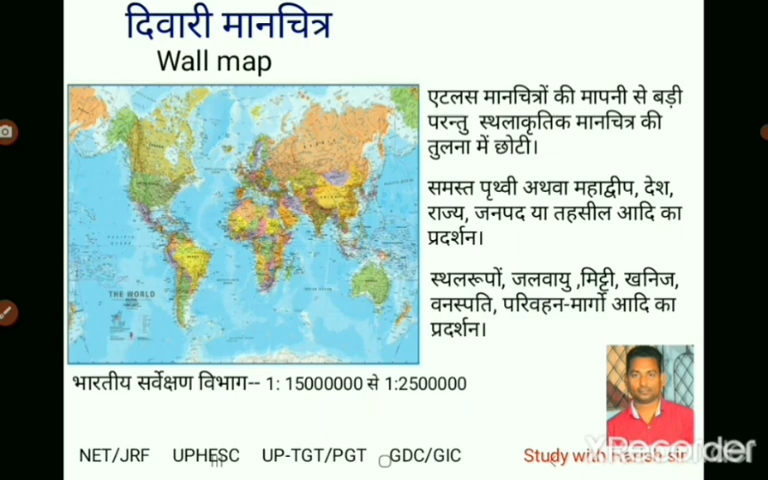 दिवारी मानचित्र
Wall map
एटलस मानचित्रों की मापनी से बड़ी
परन्तु स्थलाकृतिक मानचित्र की
तुलना में छोटी।
समस्त पृथ्वी अथवा महाद्वीप, देश,
राज्य, जनपद या तहसील आदि का
प्रदर्शन।
स्थलरूपों, जलवायु ,मिट्टी, खनिज,
वनस्पति, परिवहन-मार्गो आदि का
प्रदर्शन।
THE WORLD
भारतीय सर्वेक्षण विभाग-- 1: 15000000 से 1:2500000
NET/JRF UPHESC UP-TGT/PGT GDC/GIC
Study with Harish sir
XRecorder